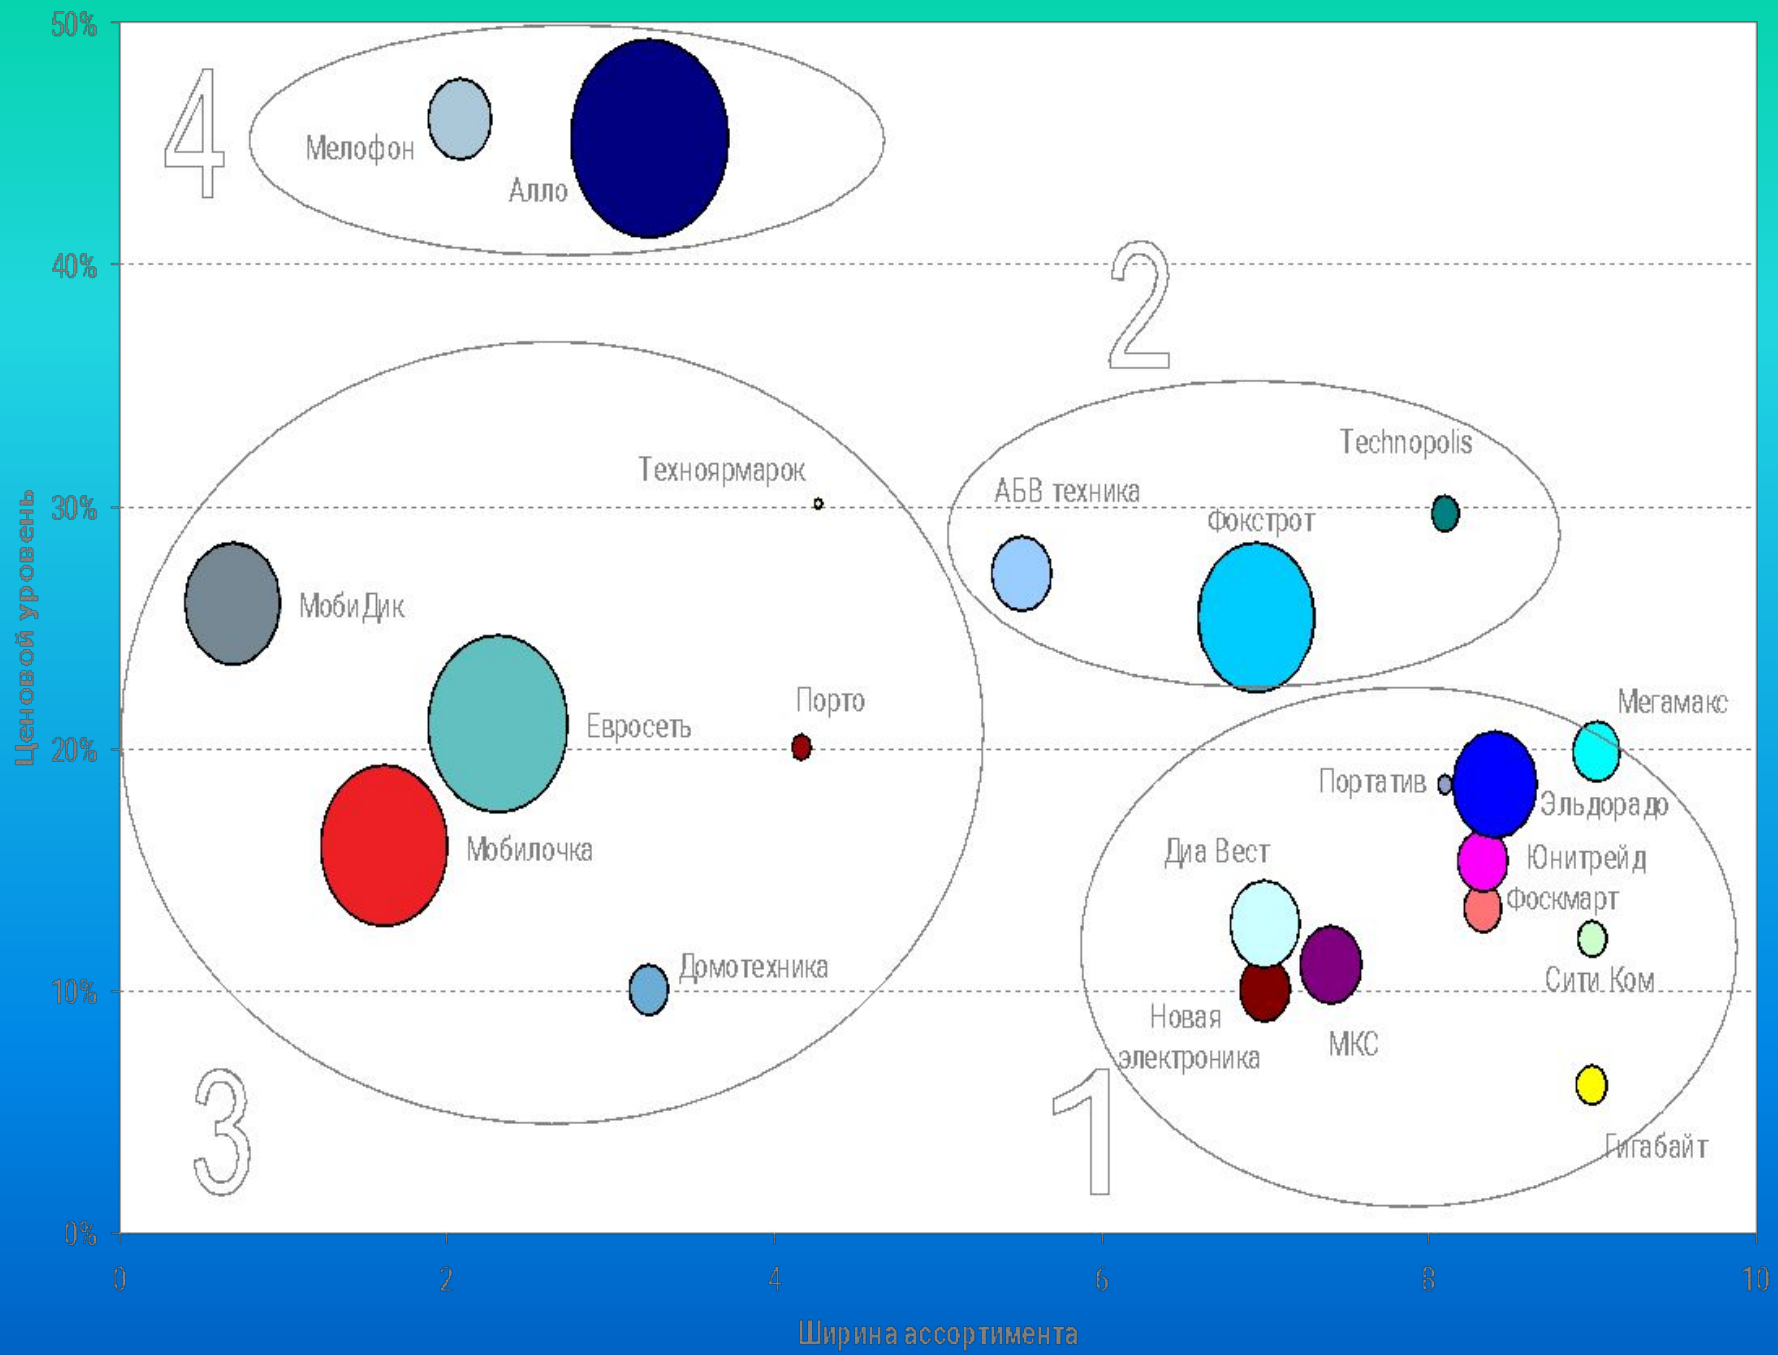 50%
4
Мелофон
Алло
40%
2
Technopolis
Техноярмарок
АБВ техника
30%
Фокстрот
МобиДик
Ценовой уровень
Порто
Мегамакс
Евросеть
20%
Портатив
Эльдорадо
Мобилочка
Диа Вест
Юнитрейд
Фоскмарт
Домотехника
Сити Ком
10%
Новая
электроника
МКС
3
1
Гигабайт
0%
0 2 4 6 8 10
Ширина ассортимента